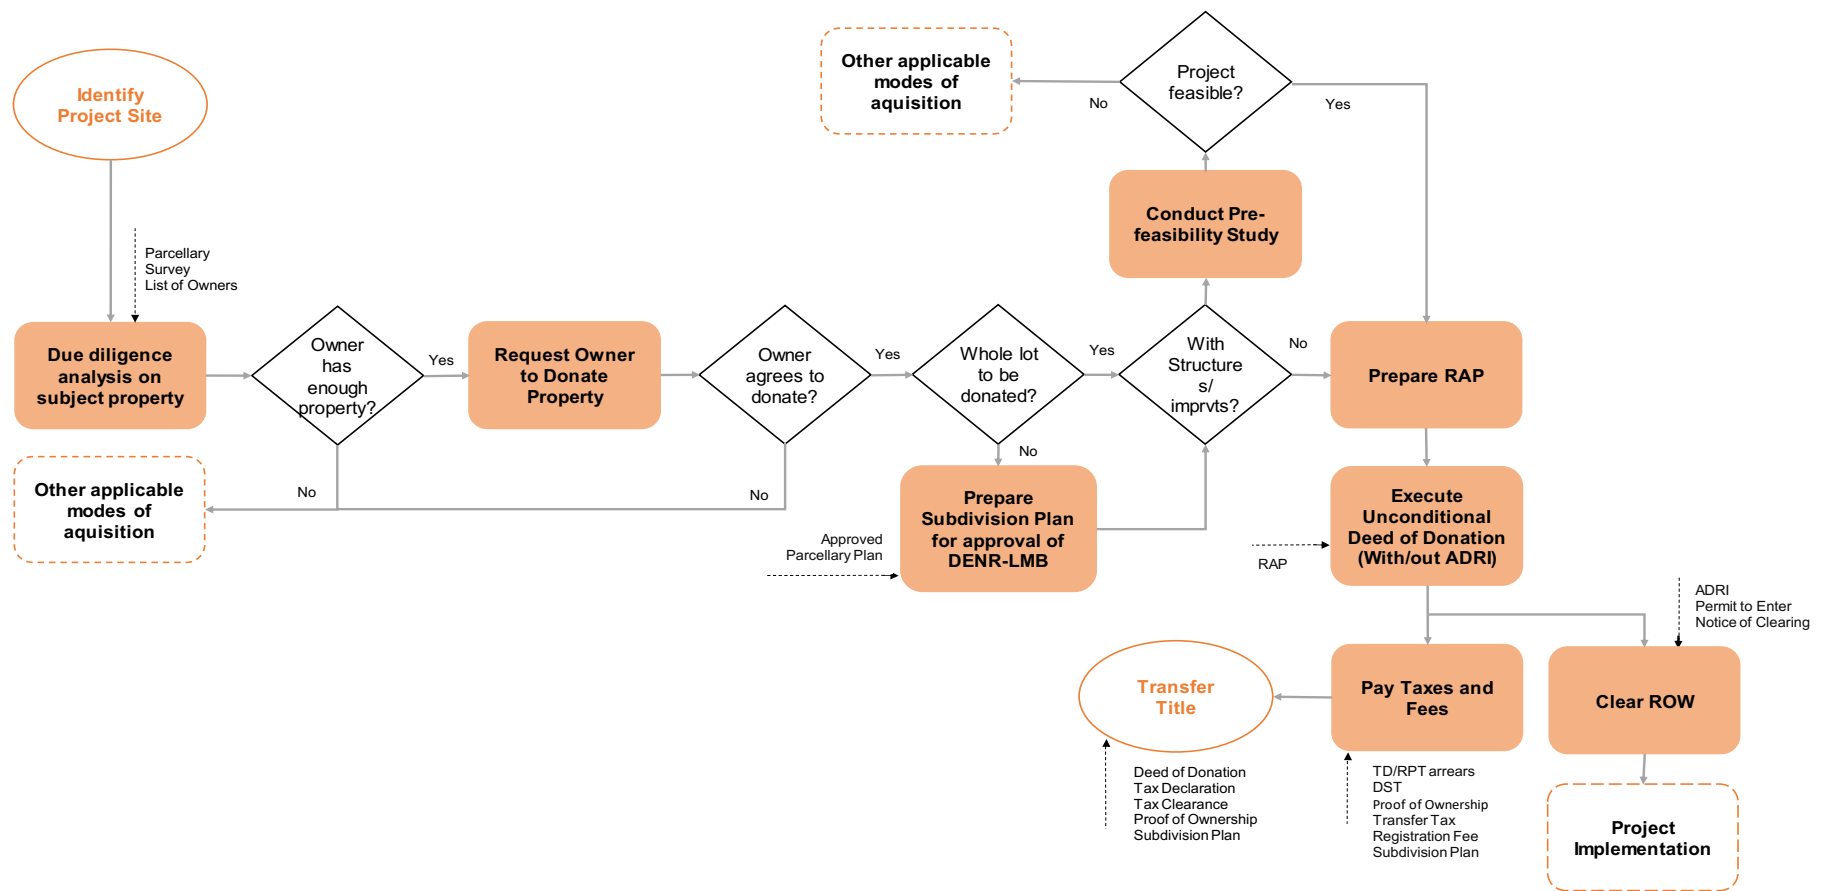 Identify
Project Site
Parcellary
Survey
List of Owners
Due diligence
analysis on
subject property
Owner
has
enough
property?
Yes
No
Other applicable
modes of
aquisition
Request Owner
to Donate
Property
Owner
agrees to
donate?
Yes
No
Whole lot
to be
donated?
Yes
No
Approved
Parcellary Plan
Prepare
Subdivision Plan
for approval of
DENR-LMB
With
Structure
s/
imprvts?
No
Conduct Pre-
feasibility Study
Project
feasible?
No
Yes
Other applicable
modes of
aquisition
Prepare RAP
RAP
Execute
Unconditional
Deed of Donation
(With/out ADRI)
Pay Taxes and
Fees
TD/RPT arrears
DST
Proof of Ownership
Transfer Tax
Registration Fee
Subdivision Plan
Transfer
Title
Deed of Donation
Tax Declaration
Tax Clearance
Proof of Ownership
Subdivision Plan
ADRI
Permit to Enter
Notice of Clearing
Clear ROW
Project
Implementation